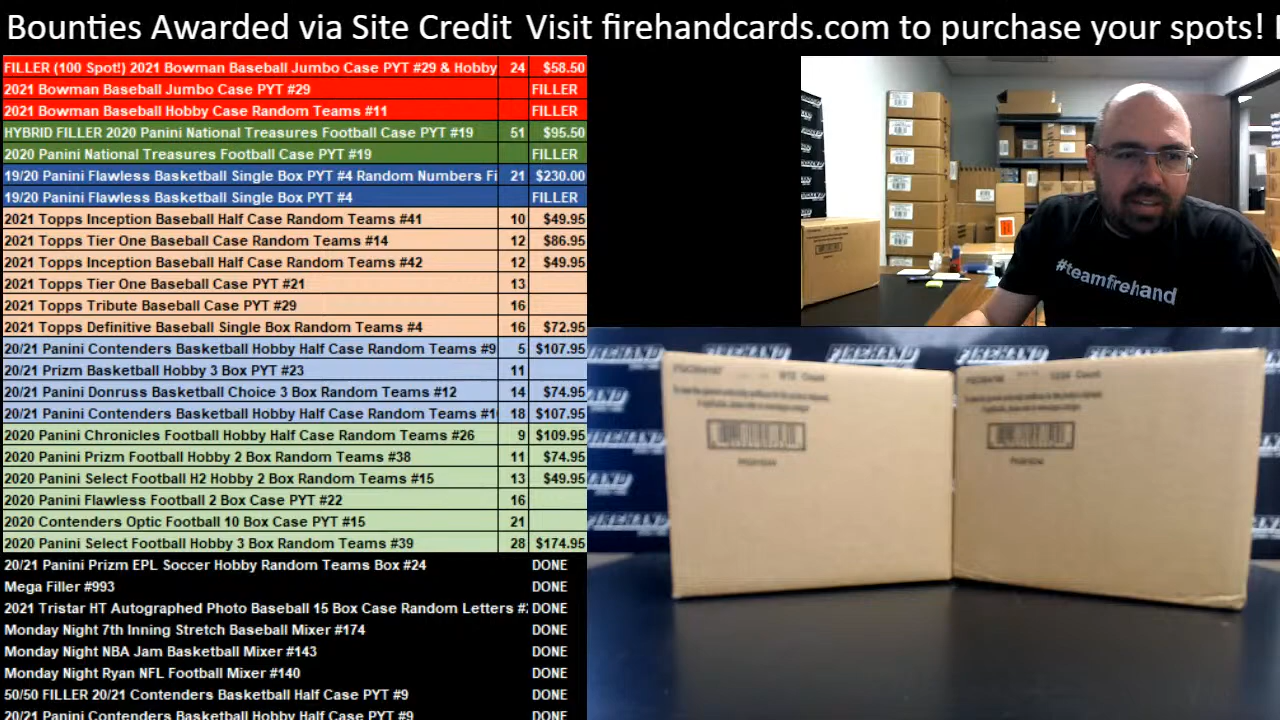 Bounties Awarded via Site Credit Visit firehandcards.com to purchase your spots!
FILLER (100 Spot!) 2021 Bowman Baseball Jumbo Case PYT #29 & Hobby 24 $58.50
2021 Bowman Baseball Jumbo Case PYT #29 FILLER
2021 Bowman Baseball Hobby Case Random Teams #11 FILLER
HYBRID FILLER 2020 Panini National Treasures Football Case PYT #19 51 $95.50
2020 Panini National Treasures Football Case PYT #19 FILLER
19/20 Panini Flawless Basketball Single Box PYT #4 Random Numbers Fi 21 $230.00
19/20 Panini Flawless Basketball Single Box PYT #4 FILLER
2021 Topps Inception Baseball Half Case Random Teams #41 10 $49.95
2021 Topps Tier One Baseball Case Random Teams #14 12 $86.95
2021 Topps Inception Baseball Half Case Random Teams #42 12 $49.95
2021 Topps Tier One Baseball Case PYT #21 13
2021 Topps Tribute Baseball Case PYT #29 16
2021 Topps Definitive Baseball Single Box Random Teams #4 16 $72.95
20/21 Panini Contenders Basketball Hobby Half Case Random Teams #9 5 $107.95
20/21 Prizm Basketball Hobby 3 Box PYT #23 11
20/21 Panini Donruss Basketball Choice 3 Box Random Teams #12 14 $74.95
20/21 Panini Contenders Basketball Hobby Half Case Random Teams #1 18 $107.95
2020 Panini Chronicles Football Hobby Half Case Random Teams #26 9 $109.95
2020 Panini Prizm Football Hobby 2 Box Random Teams #38 11 $74.95
2020 Panini Select Football H2 Hobby 2 Box Random Teams #15 13 $49.95
2020 Panini Flawless Football 2 Box Case PYT #22 16
2020 Contenders Optic Football 10 Box Case PYT #15 21
2020 Panini Select Football Hobby 3 Box Random Teams #39 28 $174.95
20/21 Panini Prizm EPL Soccer Hobby Random Teams Box #24 DONE
Mega Filler #993 DONE
2021 Tristar HT Autographed Photo Baseball 15 Box Case Random Letters # DONE
Monday Night 7th Inning Stretch Baseball Mixer #174 DONE
Monday Night NBA Jam Basketball Mixer #143 DONE
Monday Night Ryan NFL Football Mixer #140 DONE
50/50 FILLER 20/21 Contenders Basketball Half Case PYT #9 DONE
20/21 Panini Contenders Basketball Hobby Half Case PYT #9 DONE
#teamfirehand
FIREHAND FIREHAND FIREHAND